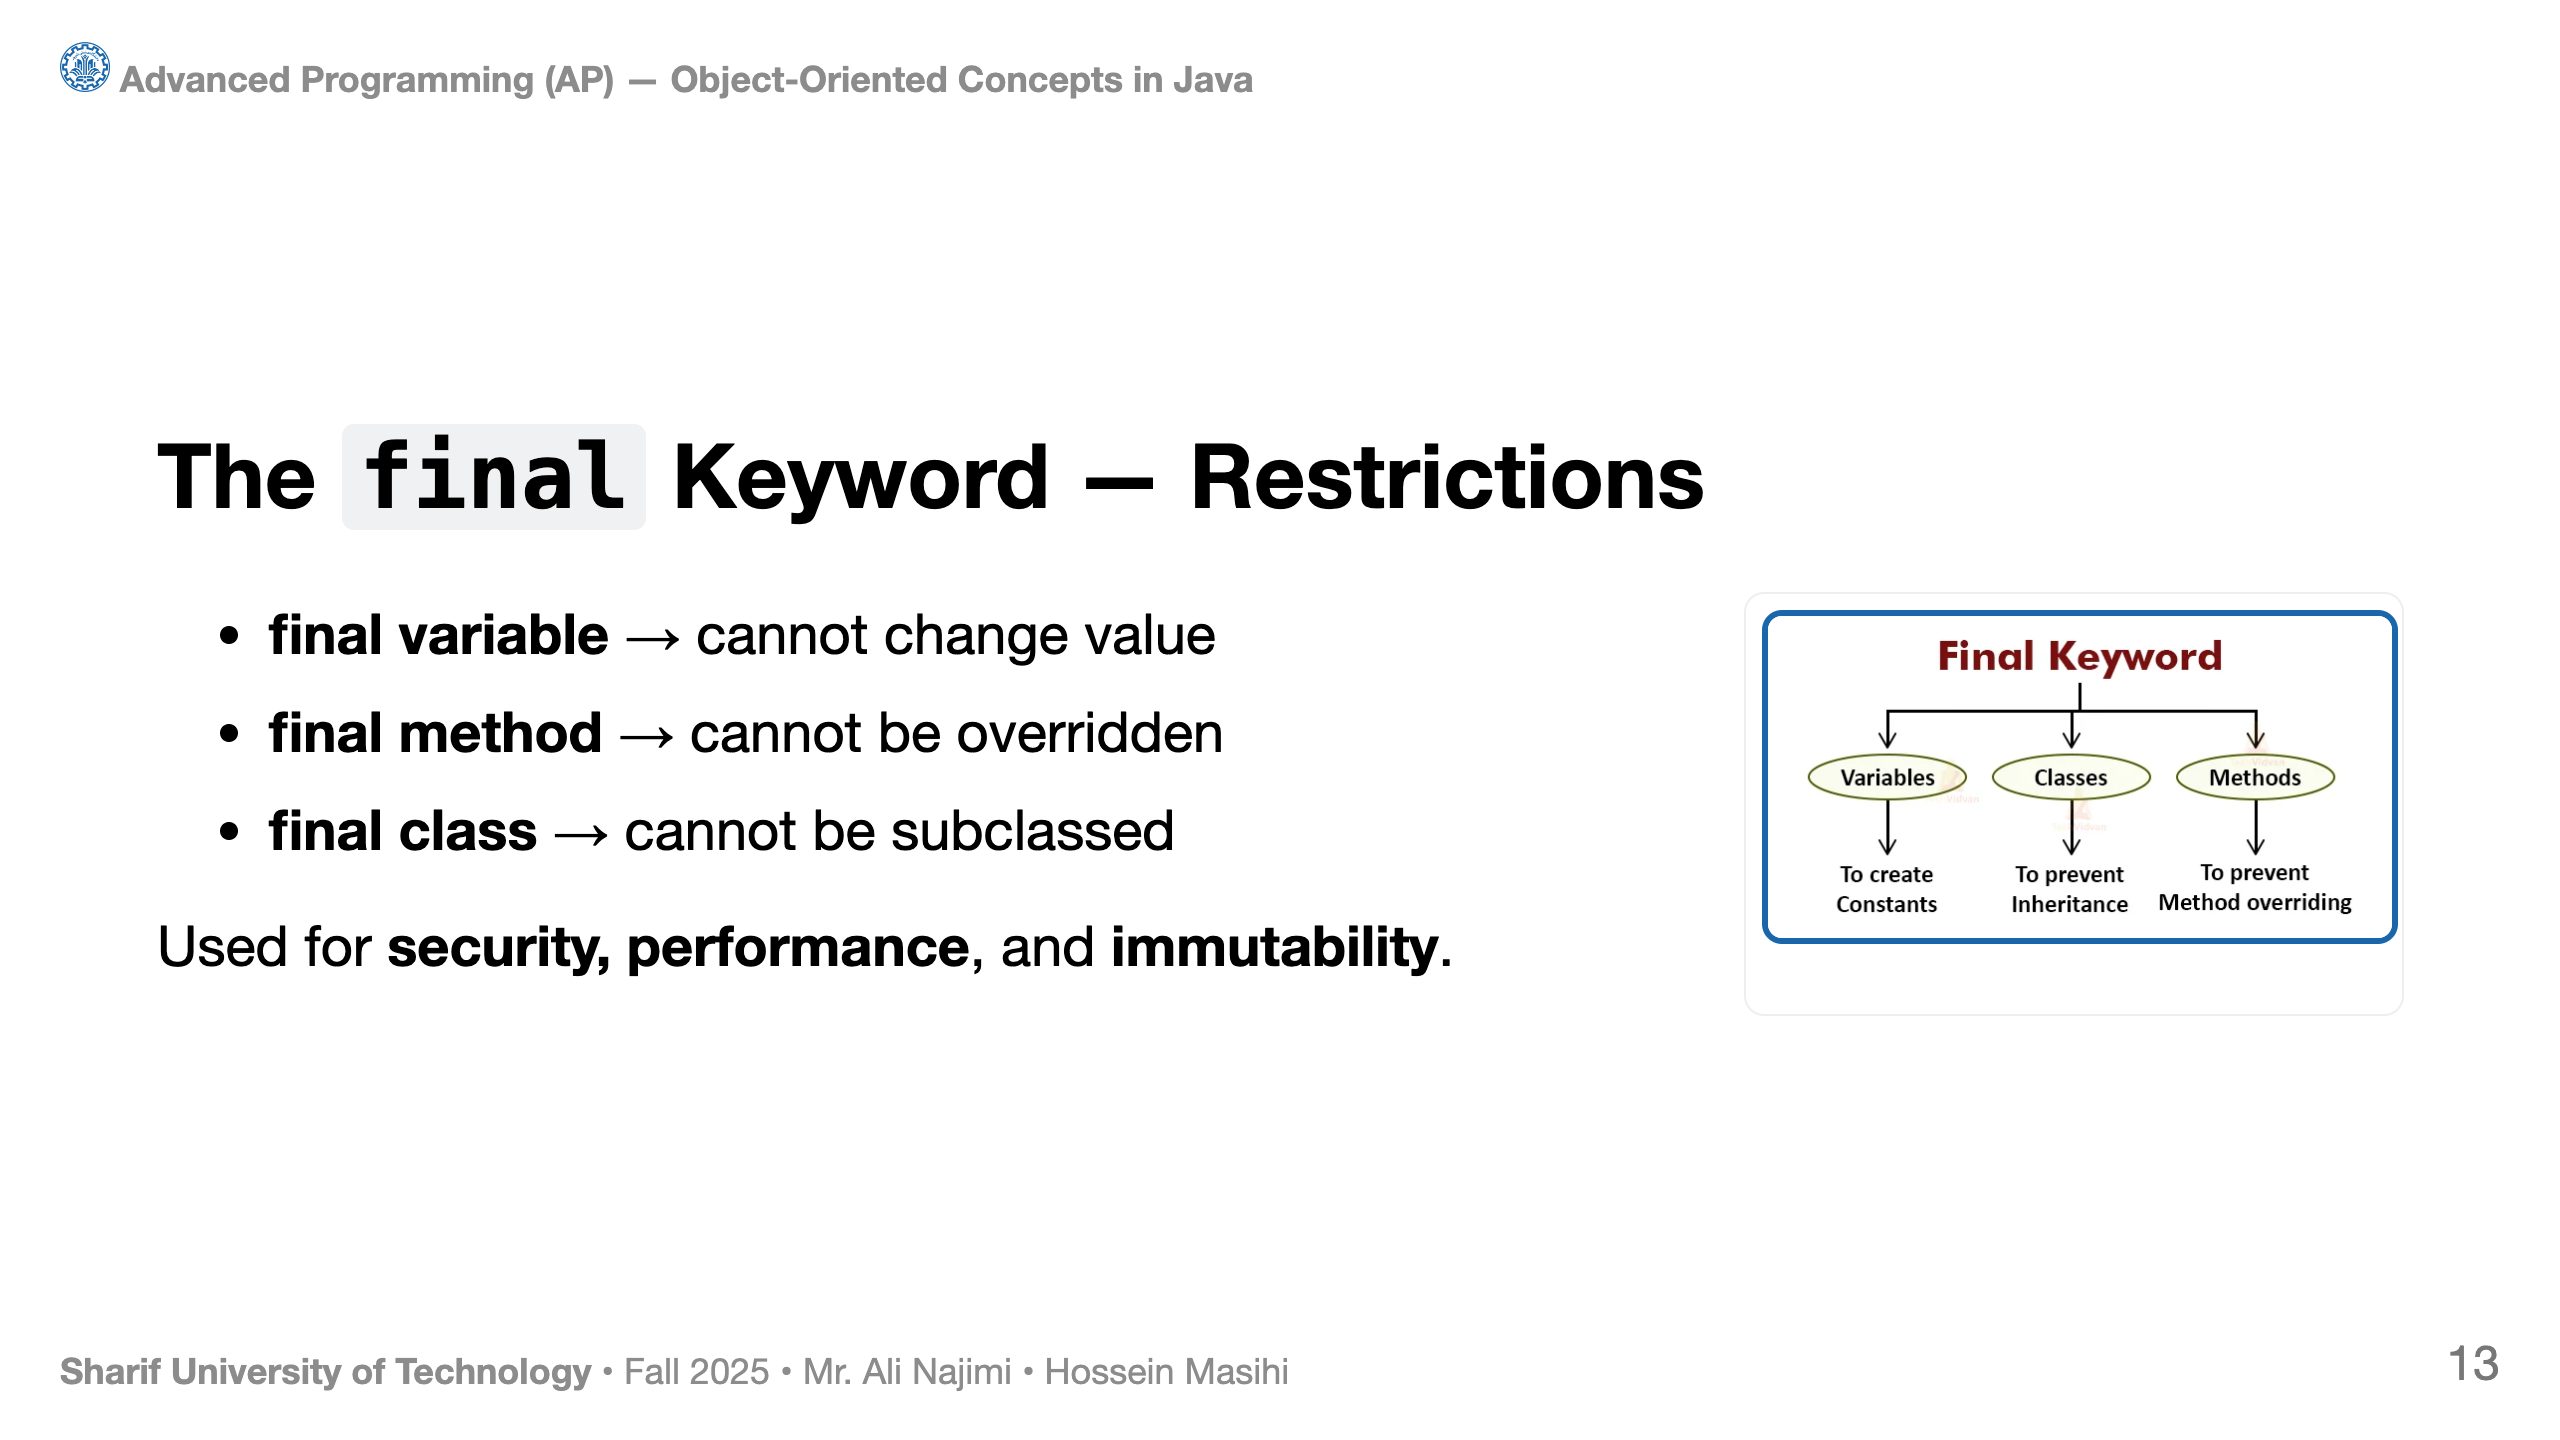 Advanced Programming (AP) — Object-Oriented Concepts in Java
The final Keyword — Restrictions
• final variable → cannot change value
• final method → cannot be overridden
• final class → cannot be subclassed
Used for security, performance, and immutability.
Final Keyword
Variables Classes Methods
To create To prevent To prevent
Constants Inheritance Method overriding
Sharif University of Technology • Fall 2025 • Mr. Ali Najimi • Hossein Masihi
13